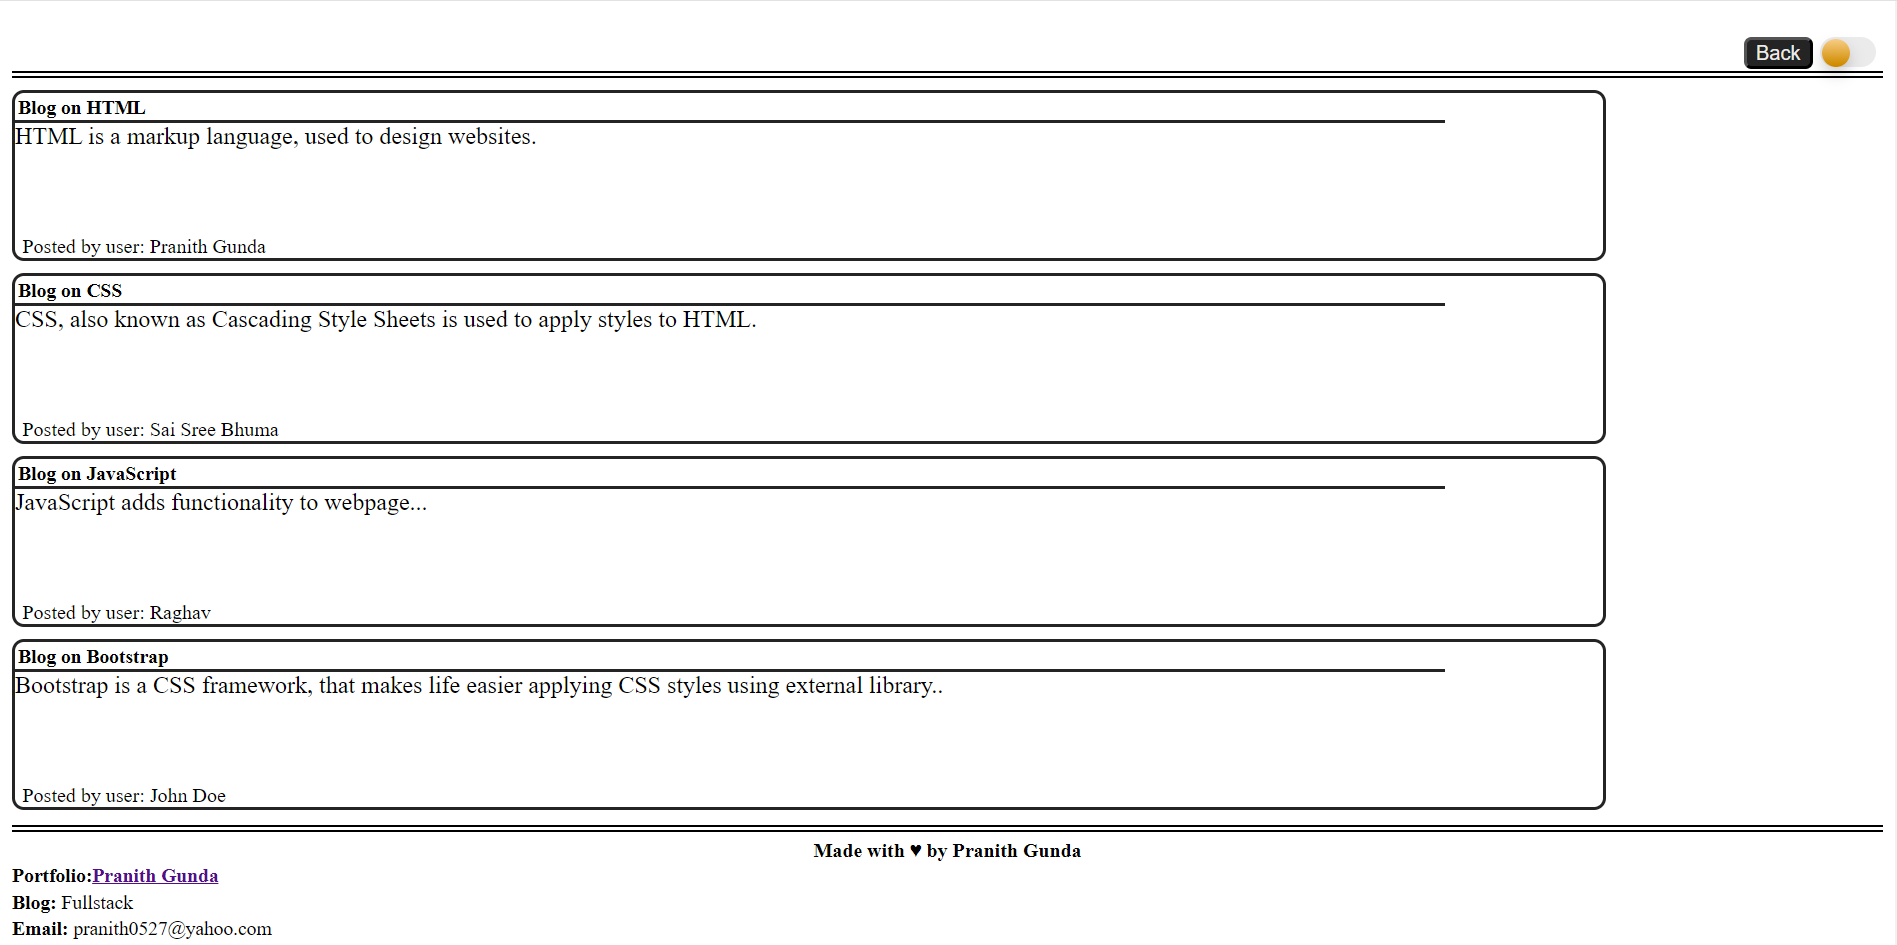 Back
Blog on HTML
HTML is a markup language, used to design websites.
Posted by user: Pranith Gunda
Blog on CSS
CSS, also known as Cascading Style Sheets is used to apply styles to HTML.
Posted by user: Sai Sree Bhuma
Blog on JavaScript
JavaScript adds functionality to webpage...
Posted by user: Raghav
Blog on Bootstrap
Bootstrap is a CSS framework, that makes life easier applying CSS styles using external library..
Posted by user: John Doe
Made with ♥ by Pranith Gunda
Portfolio:Pranith Gunda
Blog: Fullstack
Email: pranith0527@yahoo.com